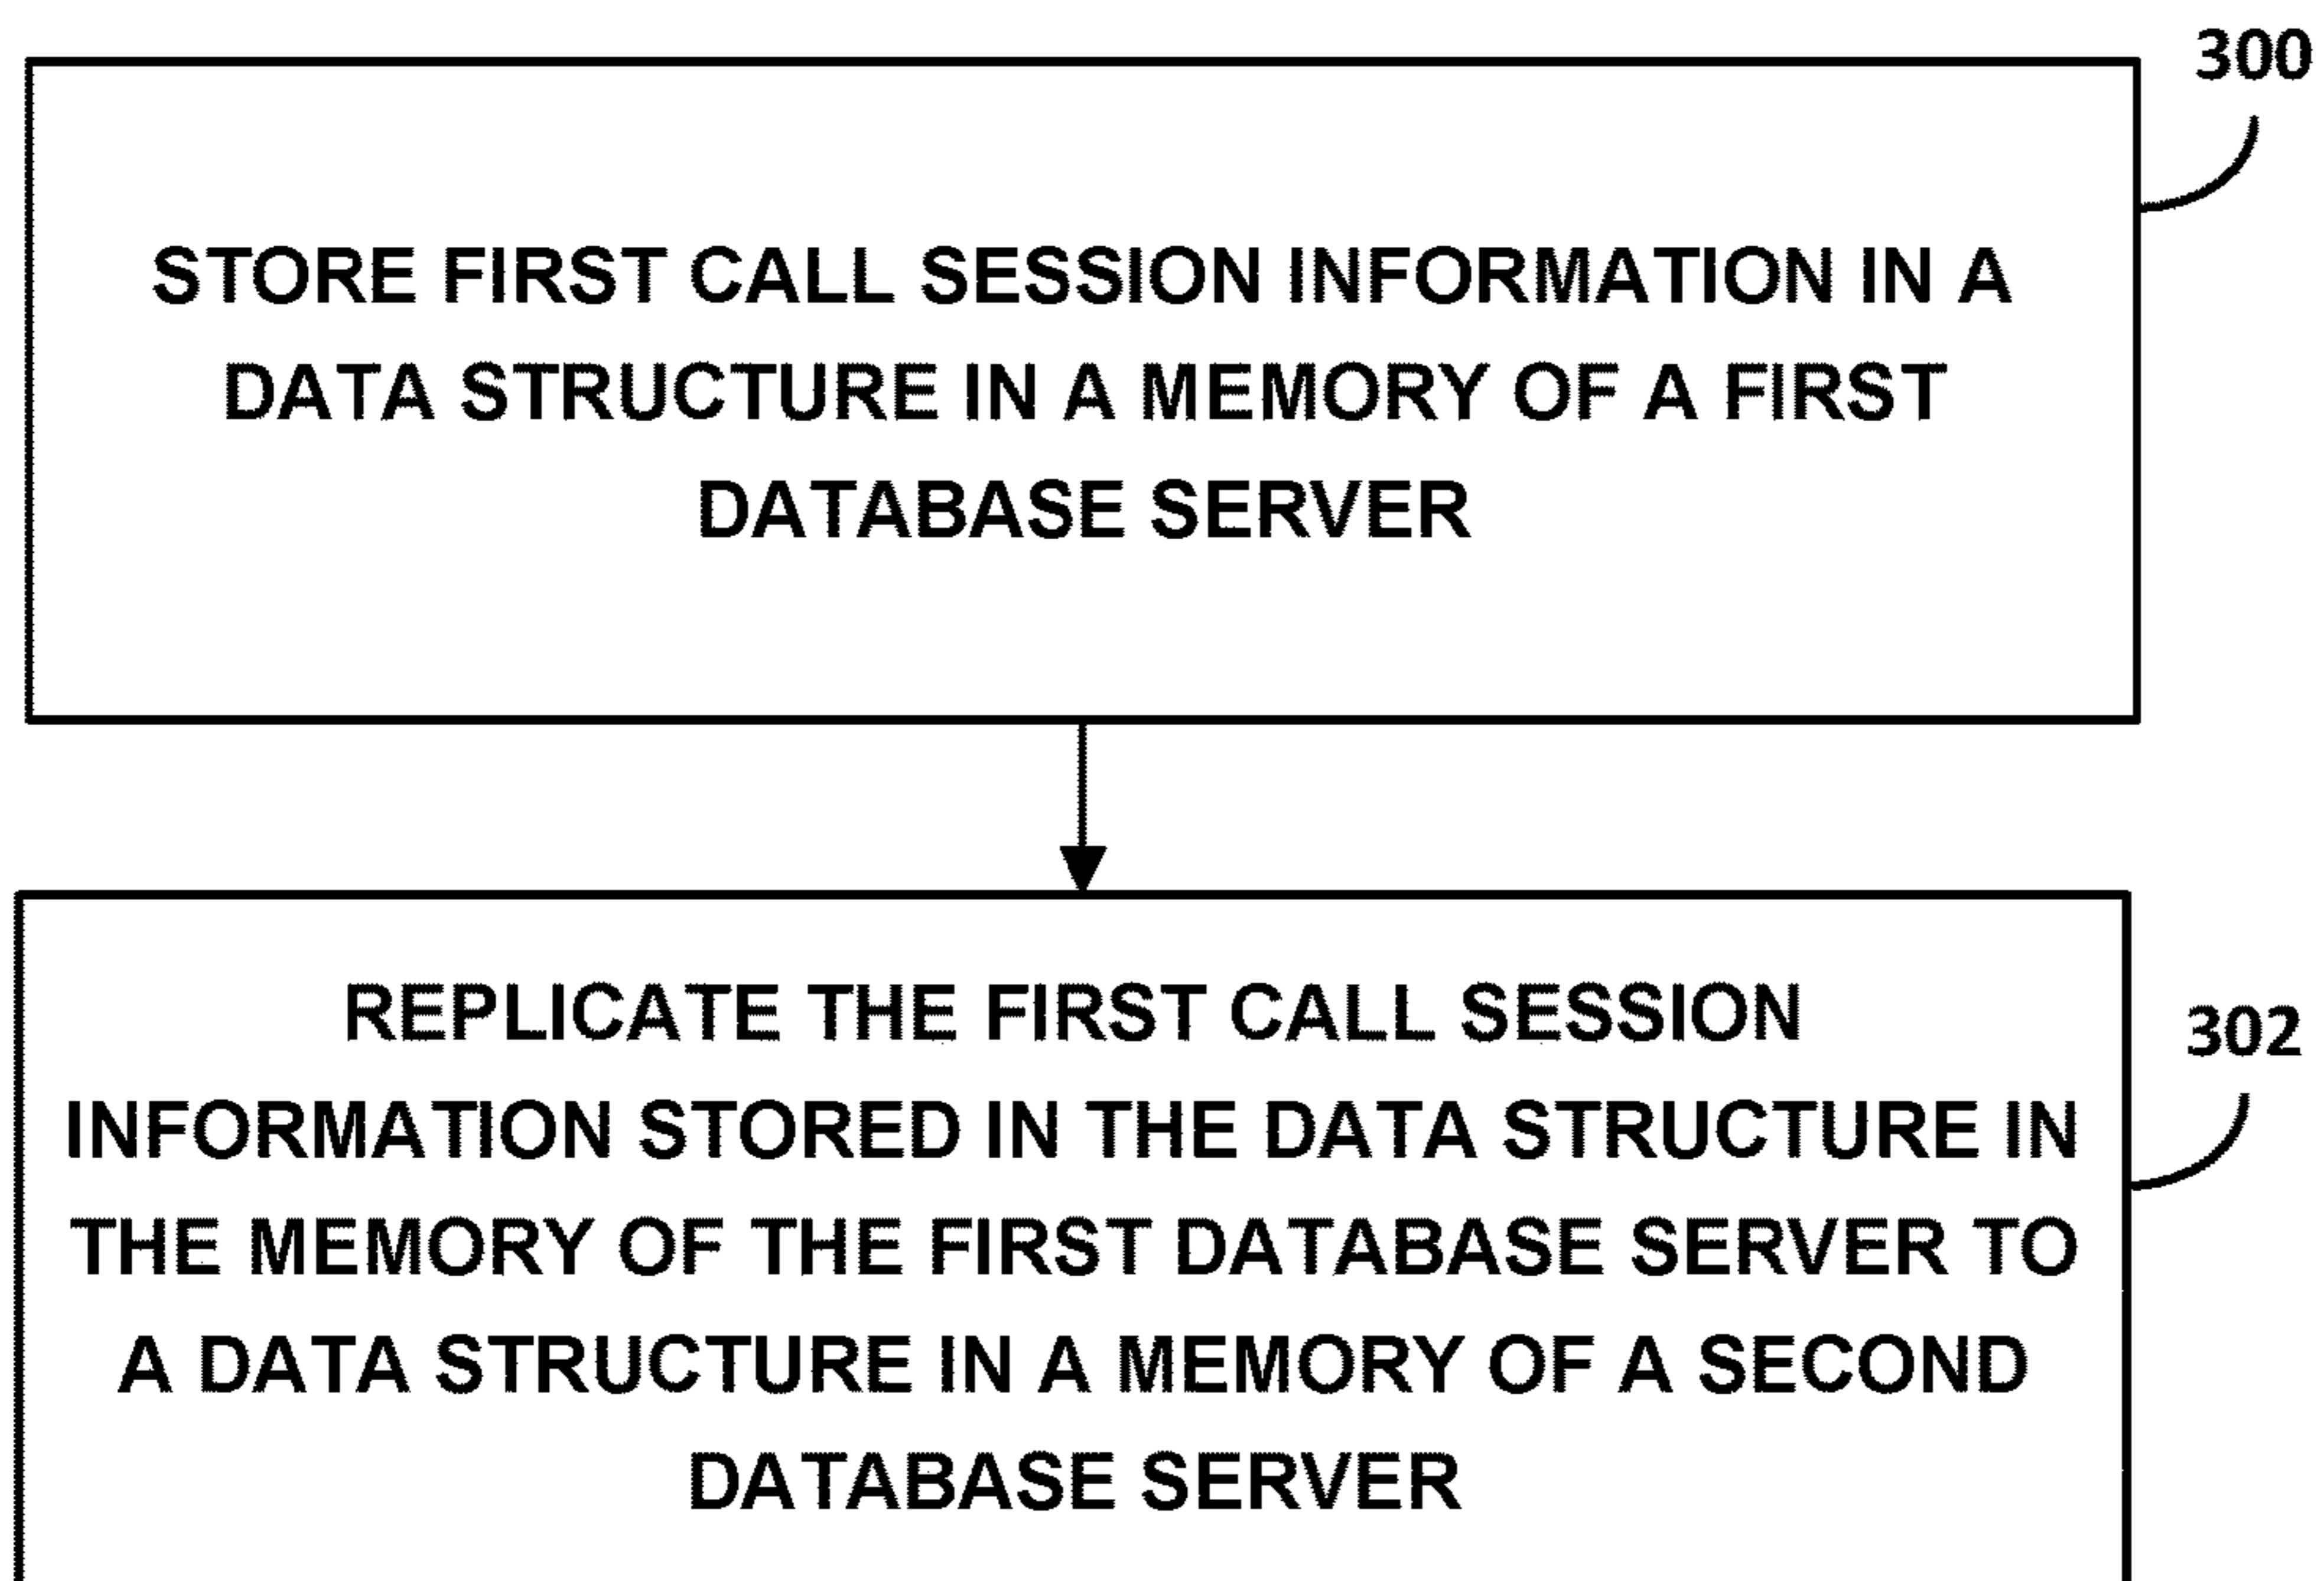 300
STORE FIRST CALL SESSION INFORMATION IN A
DATA STRUCTURE IN A MEMORY OF A FIRST
DATABASE SERVER
REPLICATE THE FIRST CALL SESSION
302
INFORMATION STORED IN THE DATA STRUCTURE IN
THE MEMORY OF THE FIRST DATABASE SERVER TO
A DATA STRUCTURE IN A MEMORY OF A SECOND
DATABASE SERVER